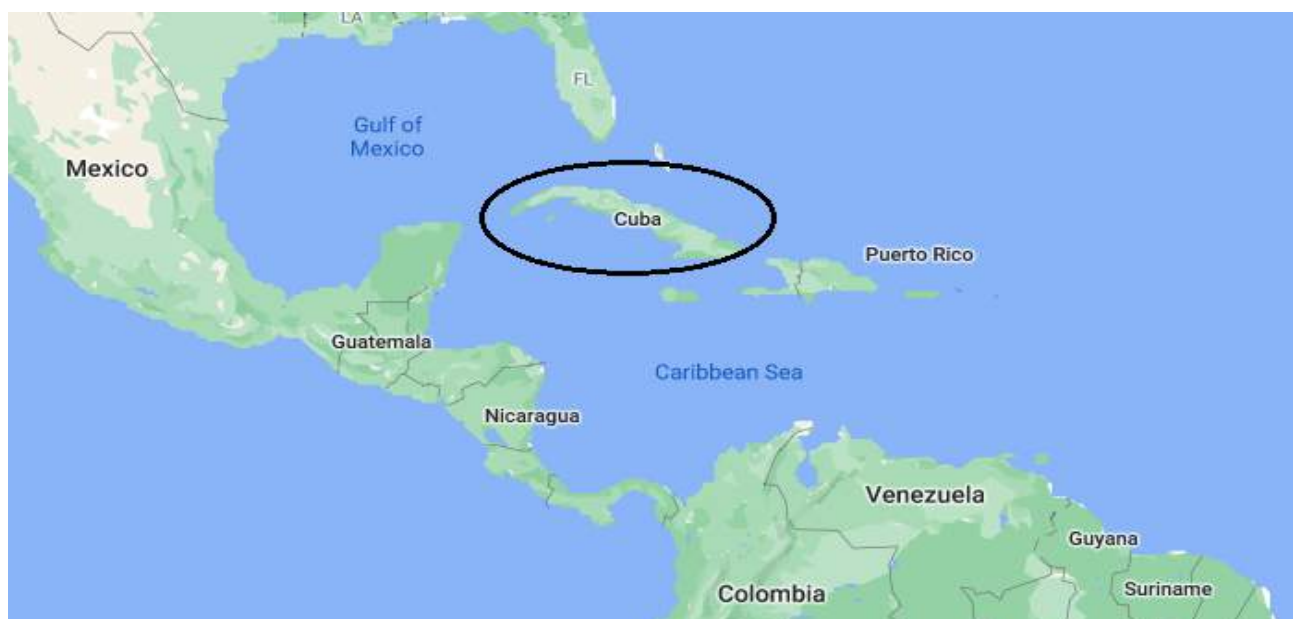 LA
FL
Gulf of
Mexico
Mexico
Cuba
Puerto Rico
Guatemala
Caribbean Sea
Nicaragua
Venezuela
Guyana
Colombia
Suriname